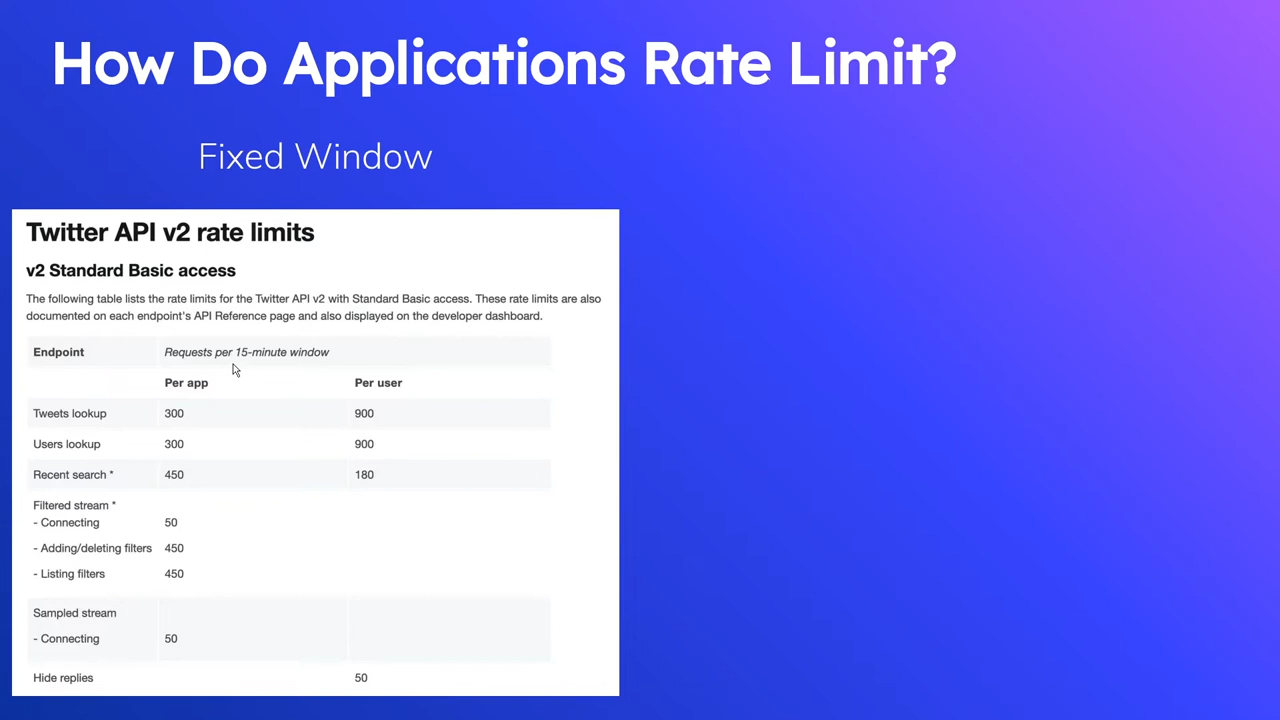 How Do Applications Rate Limit?
Fixed Window
Twitter API v2 rate limits
v2 Standard Basic access
The following table lists the rate limits for the Twitter API v2 with Standard Basic access. These rate limits are also
documented on each endpoint's API Reference page and also displayed on the developer dashboard.
Endpoint Requests per 15-minute window
Per app Per user
Tweets lookup 300 900
Users lookup 300 900
Recent search * 450 180
Filtered stream *
- Connecting 50
- Adding/deleting filters 450
- Listing filters 450
Sampled stream
- Connecting 50
Hide replies 50